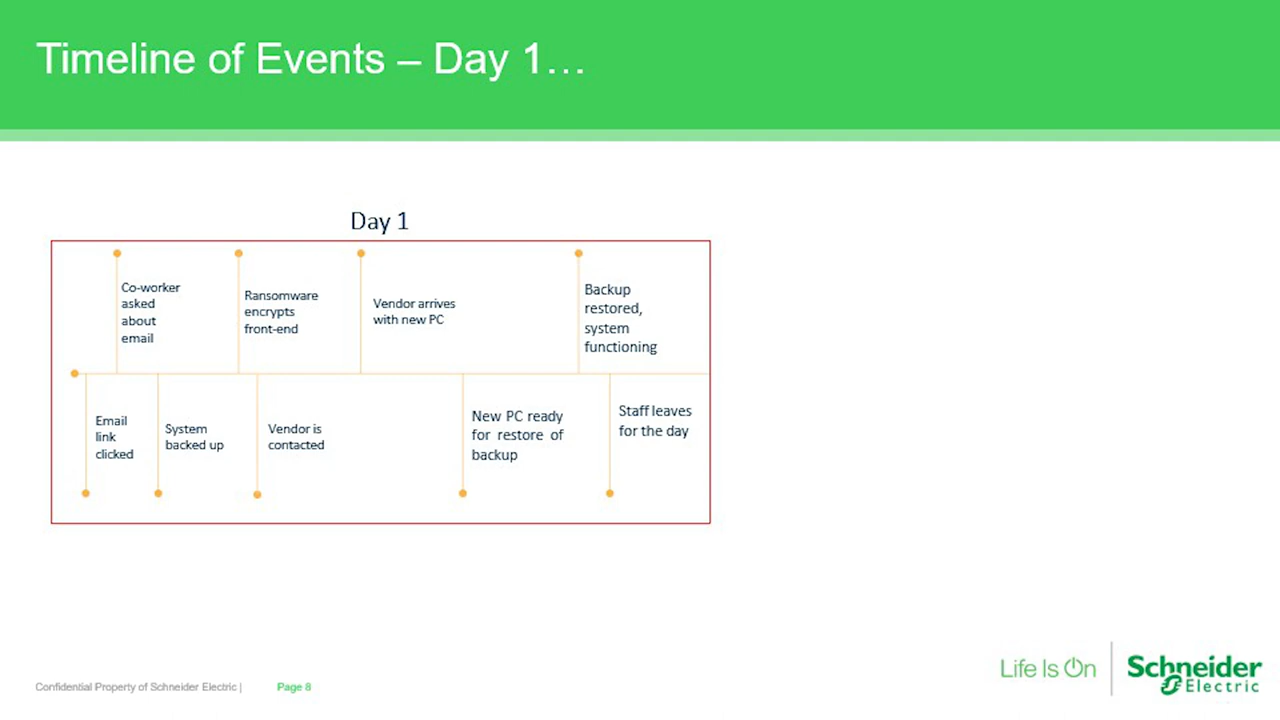 Timeline of Events – Day 1…
Day 1
Co-worker
asked
about
email
Ransomware
encrypts
front-end
Vendor arrives
with new PC
Backup
restored,
system
functioning
Email
link
clicked
System
backed up
Vendor is
contacted
New PC ready
for restore of
backup
Staff leaves
for the day
Confidential Property of Schneider Electric |
Page 8
Life Is On
Schneider
Electric